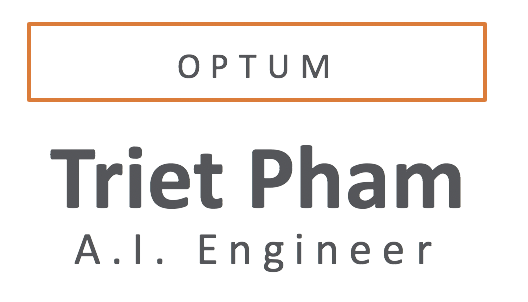 OPTUM
Triet Pham
A.I. Engineer